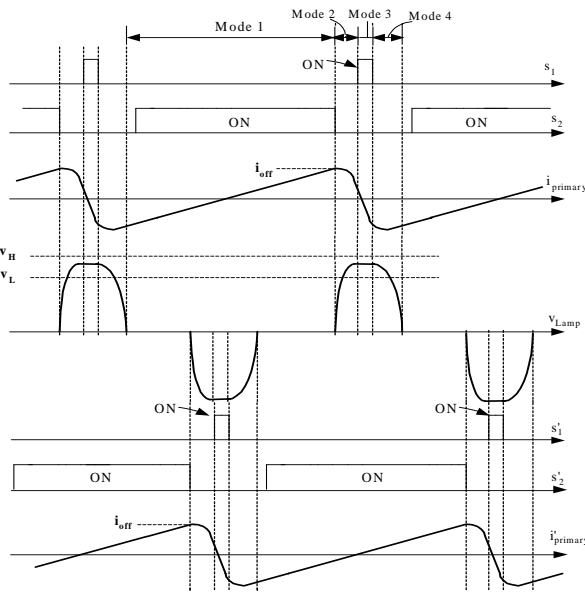 Mode 2 Mode 3
Mode 1 Mode 4
ON
s1
ON ON
s2
ioff
iprimary
vH
vL
vLamp
ON ON
s'1
ON ON
s'2
ioff
i'primary